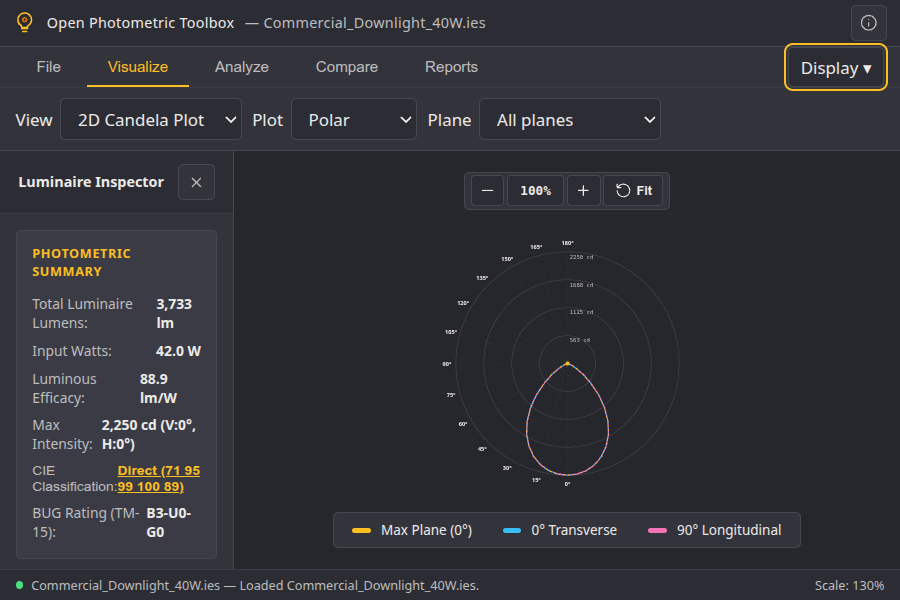 Open Photometric Toolbox — Commercial_Downlight_40W.ies
File Visualize Analyze Compare Reports Display ▾
View 2D Candela Plot Plot Polar Plane All planes
Luminaire Inspector
PHOTOMETRIC
SUMMARY
Total Luminaire Lumens: 3,733 lm
Input Watts: 42.0 W
Luminous Efficacy: 88.9 lm/W
Max Intensity: 2,250 cd (V:0°, H:0°)
CIE Classification: Direct (71 95 99 100 89)
BUG Rating (TM-15): B3-U0-G0
− 100% + Fit
180°
165°
150°
135°
120°
105°
90°
75°
60°
45°
30°
15°
0°
2250 cd
1688 cd
1125 cd
563 cd
Max Plane (0°) 0° Transverse 90° Longitudinal
Commercial_Downlight_40W.ies — Loaded Commercial_Downlight_40W.ies.
Scale: 130%